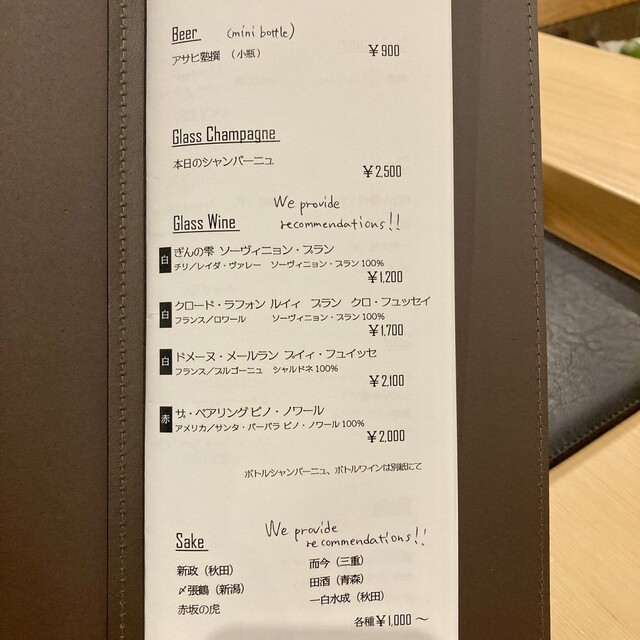 Beer (mini bottle)
アサヒ塾撰 (小瓶) ¥900
Glass Champagne
本日のシャンパーニュ
¥2,500
Glass Wine We provide recommendations!!
白 ぎんの雫 ソーヴィニョン・ブラン
チリ/レイダ・ヴァレー ソーヴィニョン・ブラン 100%
¥1,200
白 クロード・ラフォン ルイィ ブラン クロ・フュッセイ
フランス/ロワール ソーヴィニョン・ブラン 100%
¥1,700
白 ドメーヌ・メールラン プイィ・フュイッセ
フランス/ブルゴーニュ シャルドネ 100%
¥2,100
赤 ザ・ベアリング ピノ・ノワール
アメリカ/サンタ・バーバラ ピノ・ノワール 100%
¥2,000
ボトルシャンパーニュ、ボトルワインは別紙にて
Sake We provide recommendations!!
新政 (秋田) 而今 (三重)
〆張鶴 (新潟) 田酒 (青森)
赤坂の虎 一白水成 (秋田)
各種 ¥1,000 ~